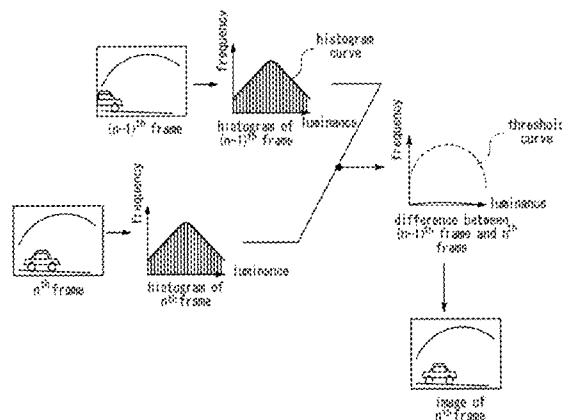 frequency
histogram
curve
luminance
(n-1)th frame
histogram of
(n-1)th frame
frequency
threshold
curve
luminance
difference between
(n-1)th frame and nth
frame
frequency
luminance
nth frame
histogram of
nth frame
image of
nth frame